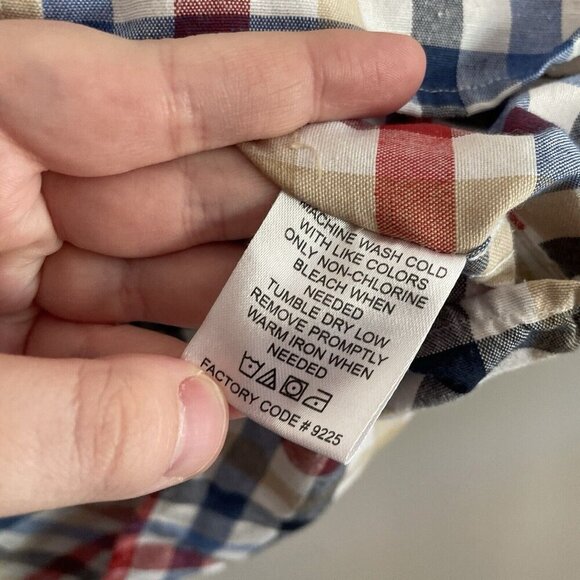 MACHINE WASH COLD
WITH LIKE COLORS
ONLY NON-CHLORINE
BLEACH WHEN
NEEDED
TUMBLE DRY LOW
REMOVE PROMPTLY
WARM IRON WHEN
NEEDED
FACTORY CODE # 9225